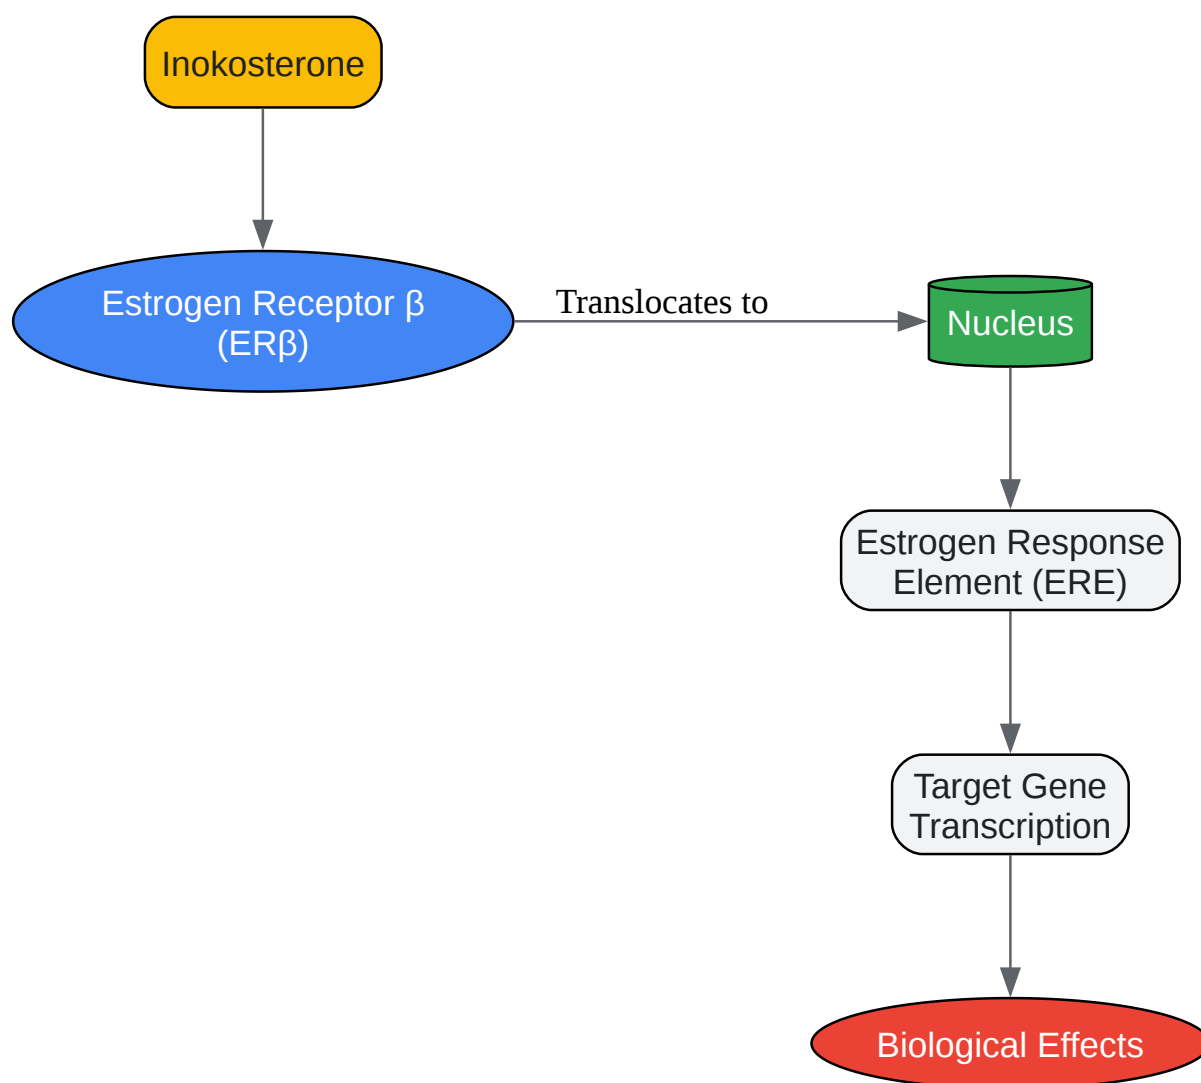 Inokosterone
Estrogen Receptor β
(ERβ)
Translocates to
Nucleus
Estrogen Response
Element (ERE)
Target Gene
Transcription
Biological Effects